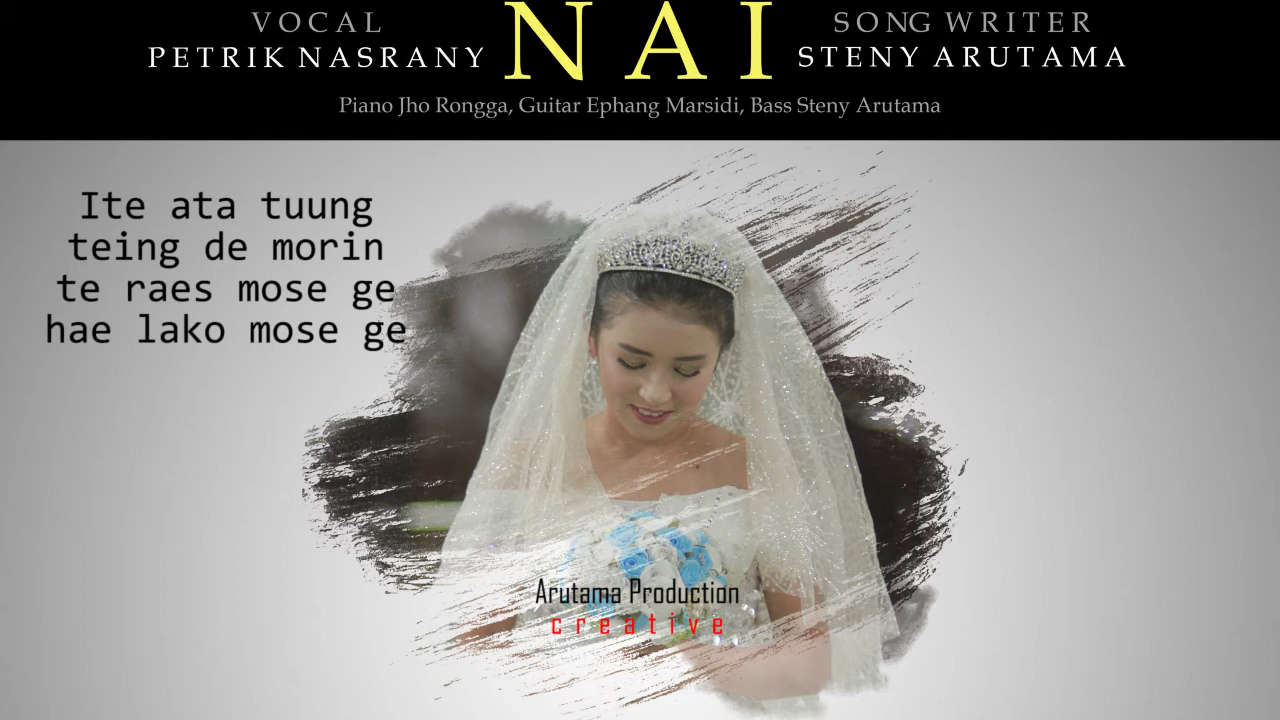 VOCAL
PETRIK NASRANY
NAI
SONG WRITER
STENY ARUTAMA
Piano Jho Rongga, Guitar Ephang Marsidi, Bass Steny Arutama
Ite ata tuung
teing de morin
te raes mose ge
hae lako mose ge
Arutama Production
creative